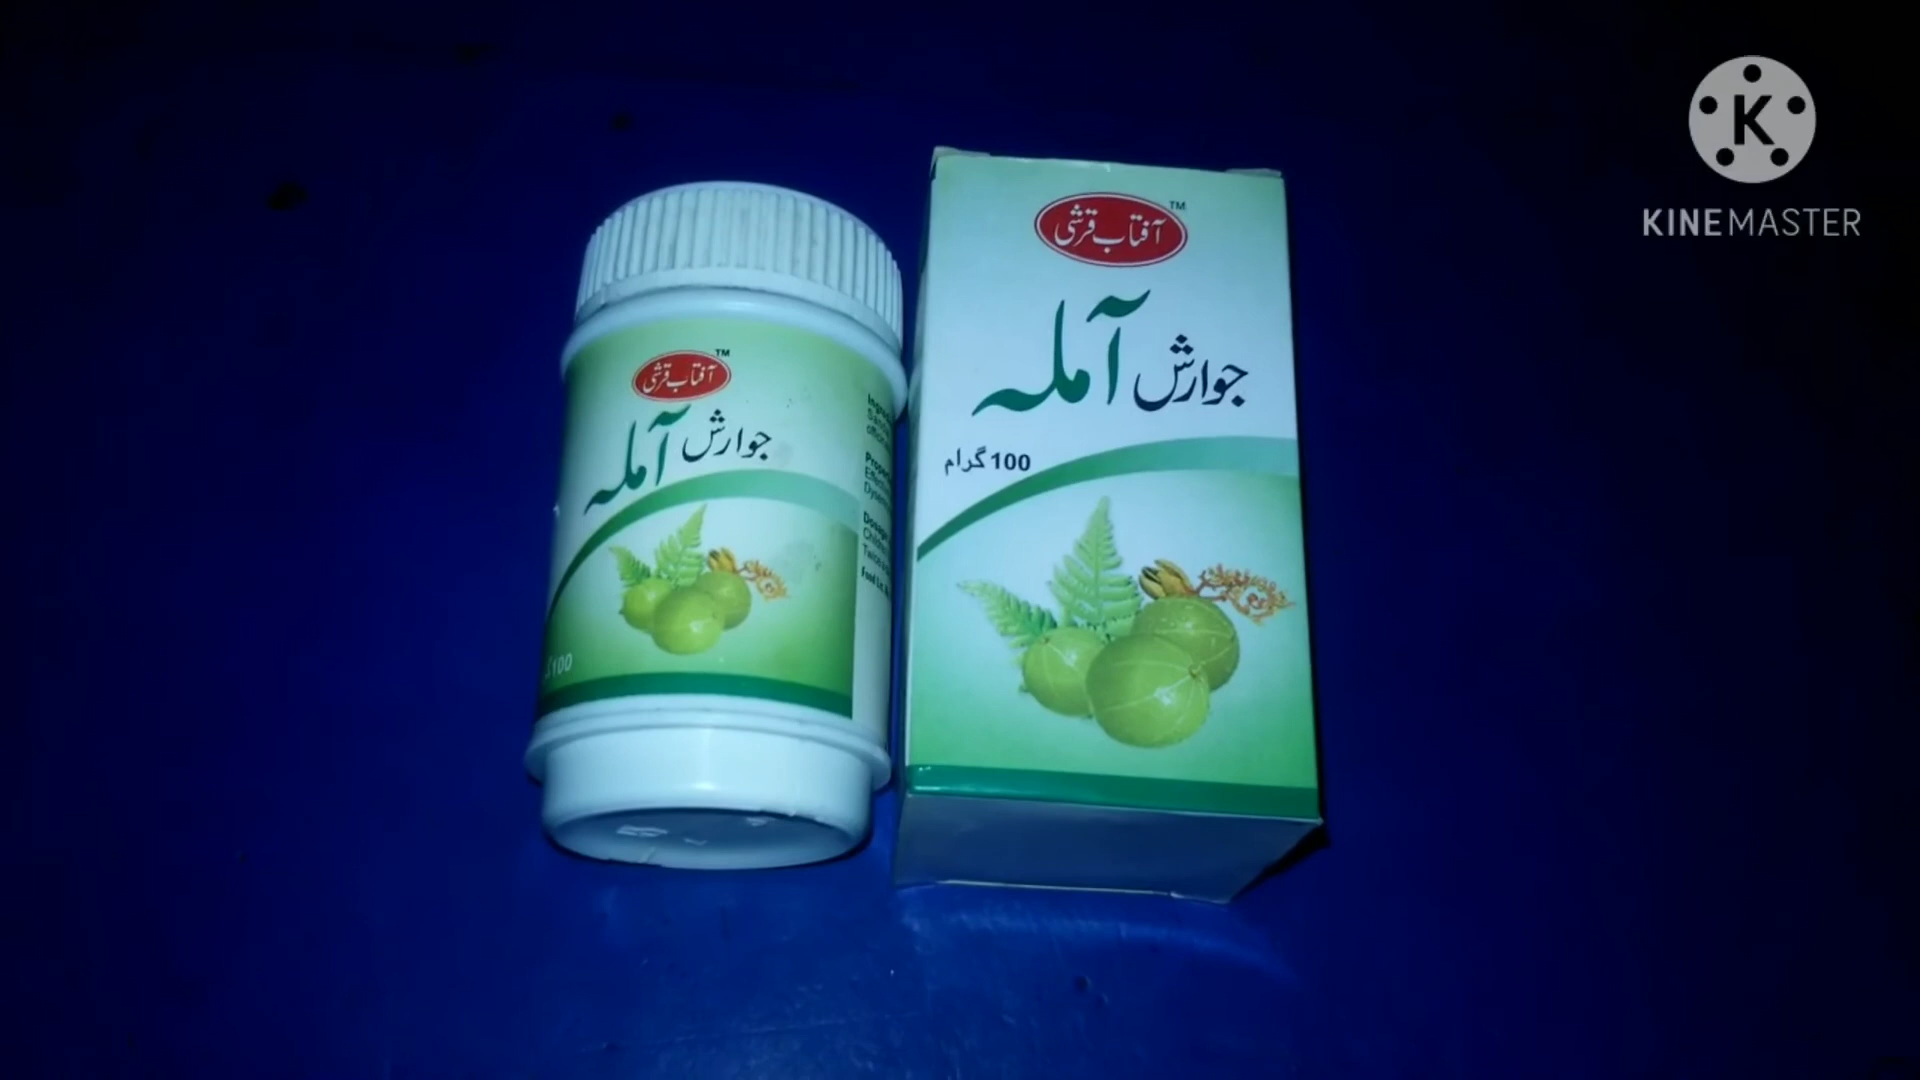 آفتاب قرشی
TM
جوارش آملہ
100
آفتاب قرشی
TM
جوارش آملہ
100 گرام
K
KINEMASTER